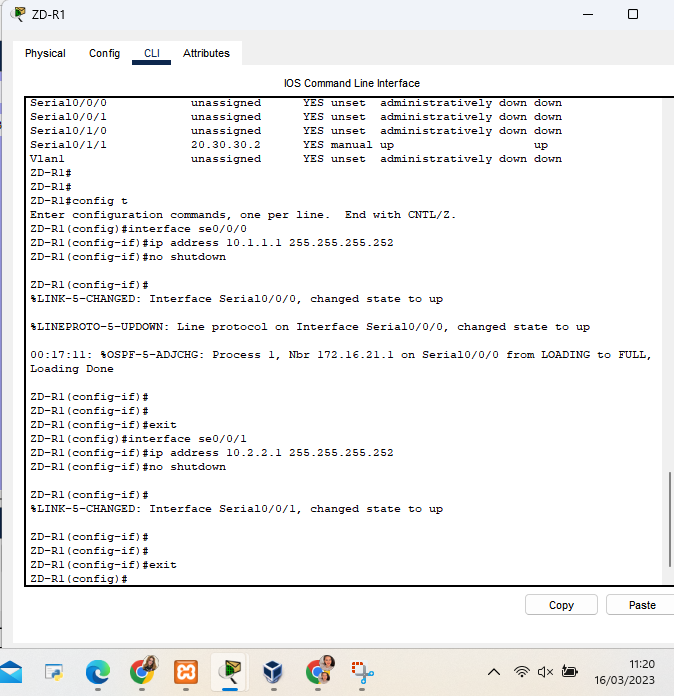 ZD-R1
Physical Config CLI Attributes
IOS Command Line Interface
Serial0/0/0 unassigned YES unset administratively down down
Serial0/0/1 unassigned YES unset administratively down down
Serial0/1/0 unassigned YES unset administratively down down
Serial0/1/1 20.30.30.2 YES manual up up
Vlan1 unassigned YES unset administratively down down
ZD-R1#
ZD-R1#
ZD-R1#config t
Enter configuration commands, one per line. End with CNTL/Z.
ZD-R1(config)#interface se0/0/0
ZD-R1(config-if)#ip address 10.1.1.1 255.255.255.252
ZD-R1(config-if)#no shutdown
ZD-R1(config-if)#
%LINK-5-CHANGED: Interface Serial0/0/0, changed state to up
%LINEPROTO-5-UPDOWN: Line protocol on Interface Serial0/0/0, changed state to up
00:17:11: %OSPF-5-ADJCHG: Process 1, Nbr 172.16.21.1 on Serial0/0/0 from LOADING to FULL,
Loading Done
ZD-R1(config-if)#
ZD-R1(config-if)#
ZD-R1(config-if)#exit
ZD-R1(config)#interface se0/0/1
ZD-R1(config-if)#ip address 10.2.2.1 255.255.255.252
ZD-R1(config-if)#no shutdown
ZD-R1(config-if)#
%LINK-5-CHANGED: Interface Serial0/0/1, changed state to up
ZD-R1(config-if)#
ZD-R1(config-if)#
ZD-R1(config-if)#exit
ZD-R1(config)#
Copy Paste
11:20
16/03/2023